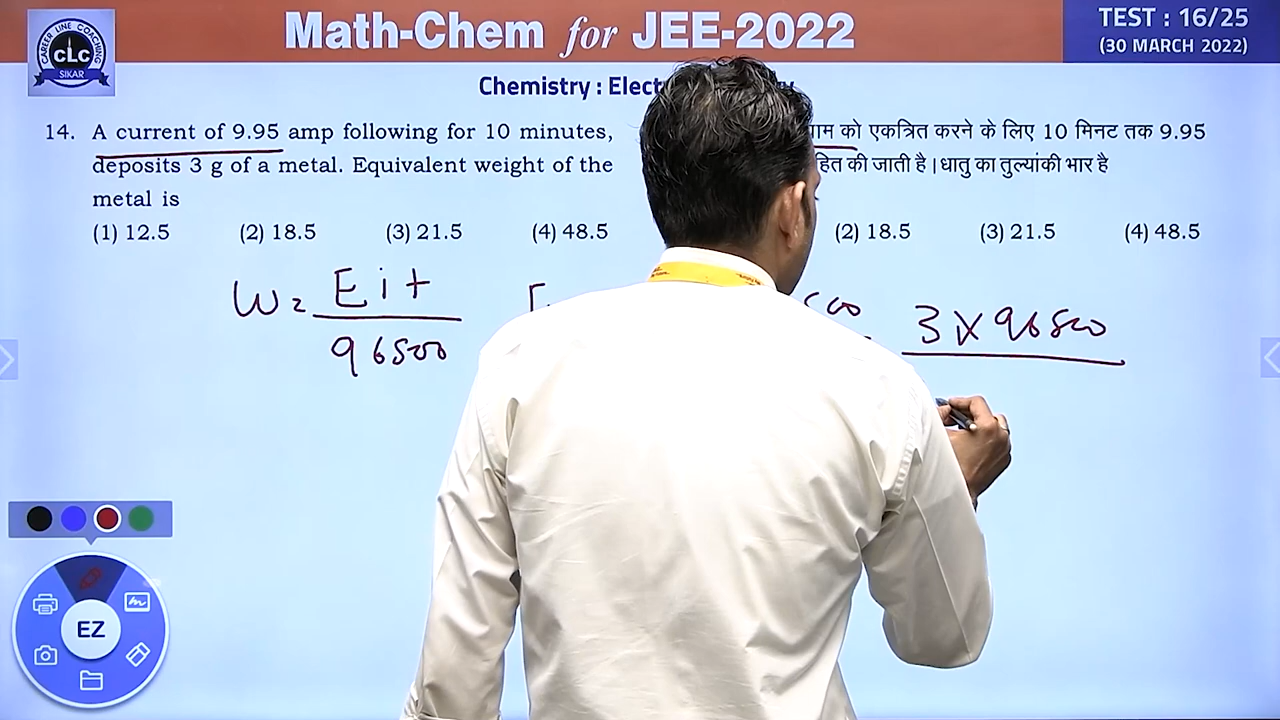 CAREER LINE COACHING
CLC
SIKAR
Math-Chem for JEE-2022
TEST : 16/25
(30 MARCH 2022)
Chemistry :
14. A current of 9.95 amp following for 10 minutes,
deposits 3 g of a metal. Equivalent weight of the
metal is
(1) 12.5 (2) 18.5 (3) 21.5 (4) 48.5
को एकत्रित करने के लिए 10 मिनट तक 9.95
की जाती है। धातु का तुल्यांकी भार है
(2) 18.5 (3) 21.5 (4) 48.5
W = E i t
96500
3 X 96500
EZ